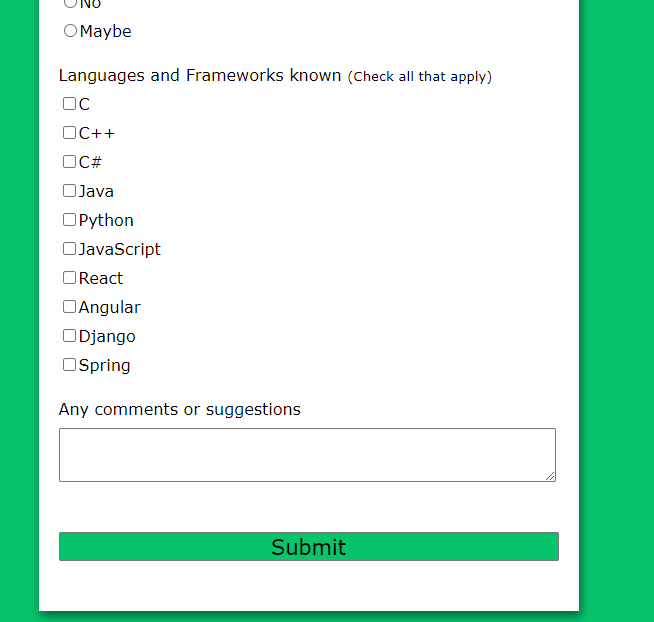 No
Maybe
Languages and Frameworks known (Check all that apply)
C
C++
C#
Java
Python
JavaScript
React
Angular
Django
Spring
Any comments or suggestions
Submit